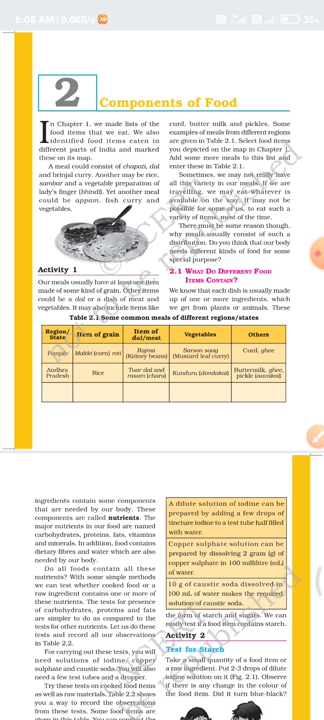 6:08 AM | 0.0KB/s
36
2
Components of Food
In Chapter 1, we made lists of the
food items that we eat. We also
identified food items eaten in
different parts of India and marked
these on its map.
A meal could consist of chapati, dal
and brinjal curry. Another may be rice,
sambar and a vegetable preparation of
lady's finger (bhindi). Yet another meal
could be appam, fish curry and
vegetables.
Activity 1
Our meals usually have at least one item
made of some kind of grain. Other items
could be a dal or a dish of meat and
vegetables. It may also include items like
curd, butter milk and pickles. Some
examples of meals from different regions
are given in Table 2.1. Select food items
you depicted on the map in Chapter 1.
Add some more meals to this list and
enter these in Table 2.1.
Sometimes, we may not really have
all this variety in our meals. If we are
travelling, we may eat whatever is
available on the way. It may not be
possible for some of us, to eat such a
variety of items, most of the time.
There must be some reason though,
why meals usually consist of such a
distribution. Do you think that our body
needs different kinds of food for some
special purpose?
2.1 WHAT DO DIFFERENT FOOD
ITEMS CONTAIN?
We know that each dish is usually made
up of one or more ingredients, which
we get from plants or animals. These
Table 2.1 Some common meals of different regions/states
Region/ State Item of grain Item of dal/meat Vegetables Others
Punjab Makki (corn) roti Rajma (Kidney beans) Sarson saag (Mustard leaf curry) Curd, ghee
Andhra Pradesh Rice Tuar dal and rasam (charu) Kunduru (dondakai) Buttermilk, ghee, pickle (aavakai)
ingredients contain some components
that are needed by our body. These
components are called nutrients. The
major nutrients in our food are named
carbohydrates, proteins, fats, vitamins
and minerals. In addition, food contains
dietary fibres and water which are also
needed by our body.
Do all foods contain all these
nutrients? With some simple methods
we can test whether cooked food or a
raw ingredient contains one or more of
these nutrients. The tests for presence
of carbohydrates, proteins and fats
are simpler to do as compared to the
tests for other nutrients. Let us do these
tests and record all our observations
in Table 2.2.
For carrying out these tests, you will
need solutions of iodine, copper
sulphate and caustic soda. You will also
need a few test tubes and a dropper.
Try these tests on cooked food items
as well as raw materials. Table 2.2 shows
you a way to record the observations
from these tests. Some food items are
given in this table. You can conduct the
A dilute solution of iodine can be
prepared by adding a few drops of
tincture iodine to a test tube half filled
with water.
Copper sulphate solution can be
prepared by dissolving 2 gram (g) of
copper sulphate in 100 millilitre (mL)
of water.
10 g of caustic soda dissolved in
100 mL of water makes the required
solution of caustic soda.
the form of starch and sugars. We can
easily test if a food item contains starch.
Activity 2
Test for Starch
Take a small quantity of a food item or
a raw ingredient. Put 2-3 drops of dilute
iodine solution on it (Fig. 2.1). Observe
if there is any change in the colour of
the food item. Did it turn blue-black?